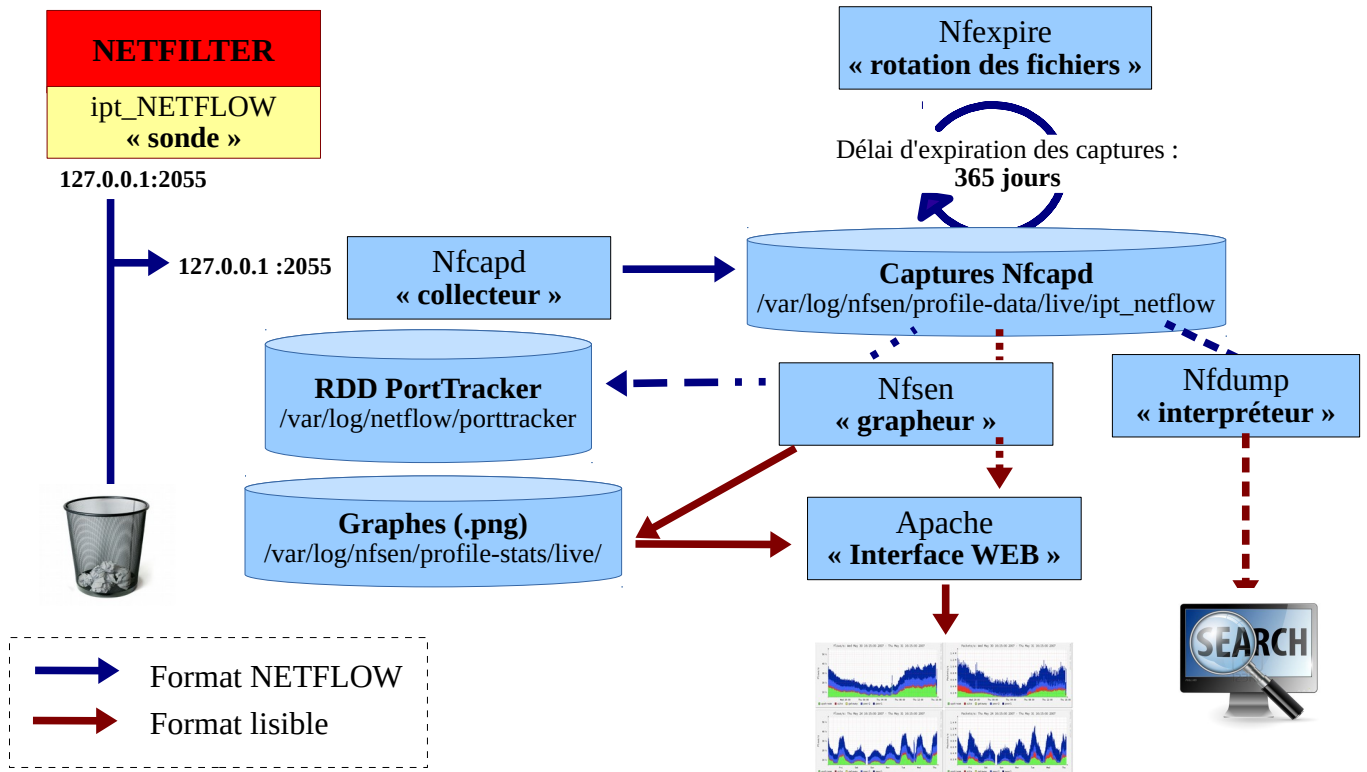 NETFILTER
ipt_NETFLOW
« sonde »
127.0.0.1:2055
Nfexpire
« rotation des fichiers »
Délai d'expiration des captures :
365 jours
127.0.0.1 :2055
Nfcapd
« collecteur »
Captures Nfcapd
/var/log/nfsen/profile-data/live/ipt_netflow
RDD PortTracker
/var/log/netflow/porttracker
Nfsen
« grapheur »
Nfdump
« interpréteur »
Graphes (.png)
/var/log/nfsen/profile-stats/live/
Apache
« Interface WEB »
SEARCH
Format NETFLOW
Format lisible